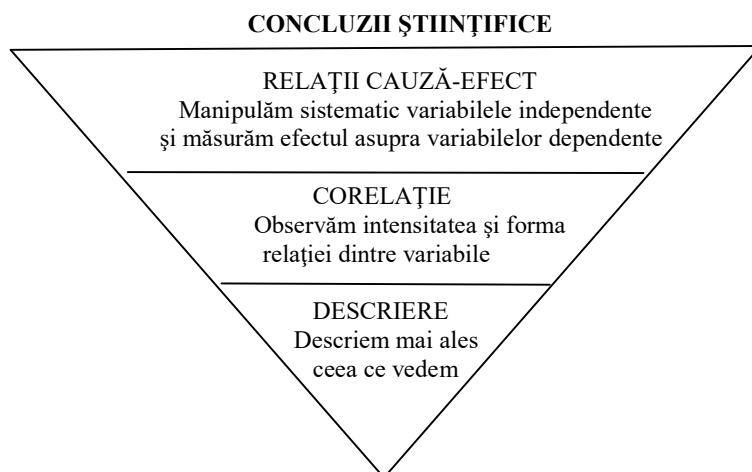 CONCLUZII ŞTIINŢIFICE
RELAŢII CAUZĂ-EFECT
Manipulăm sistematic variabilele independente
şi măsurăm efectul asupra variabilelor dependente
CORELAŢIE
Observăm intensitatea şi forma
relaţiei dintre variabile
DESCRIERE
Descriem mai ales
ceea ce vedem